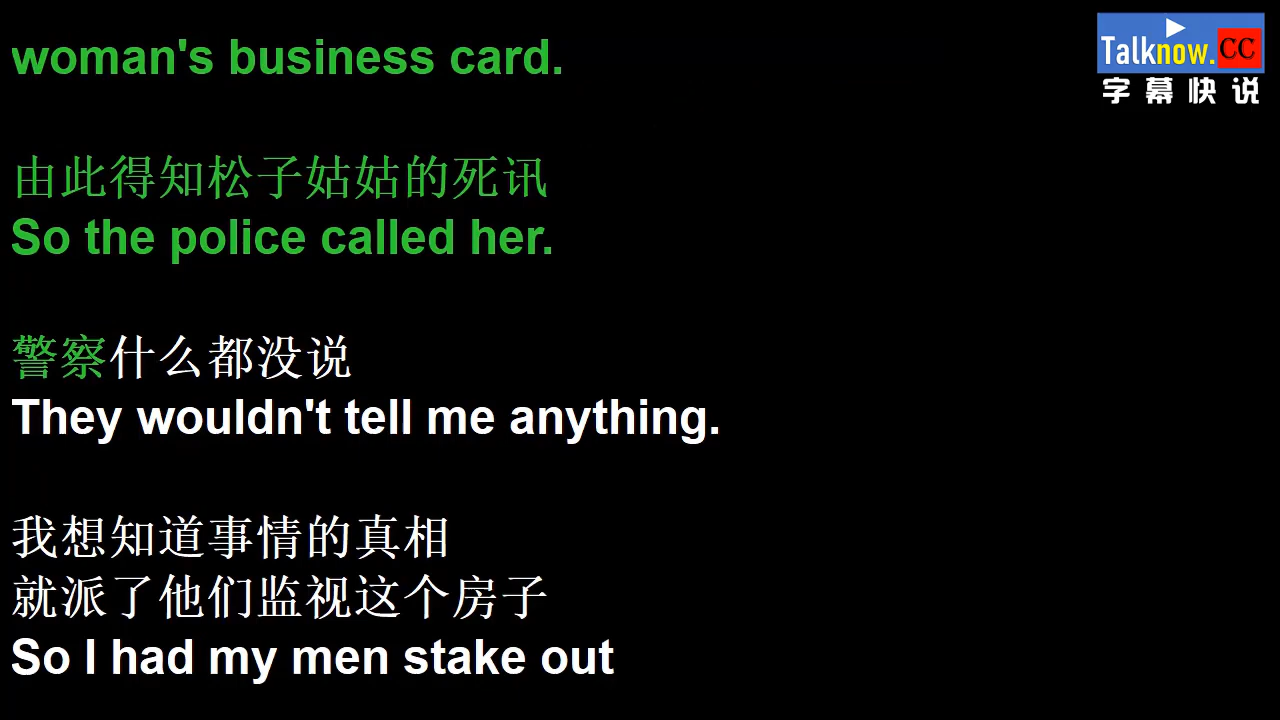 woman's business card.
Talknow.CC
字幕快说
由此得知松子姑姑的死讯
So the police called her.
警察什么都没说
They wouldn't tell me anything.
我想知道事情的真相
就派了他们监视这个房子
So I had my men stake out